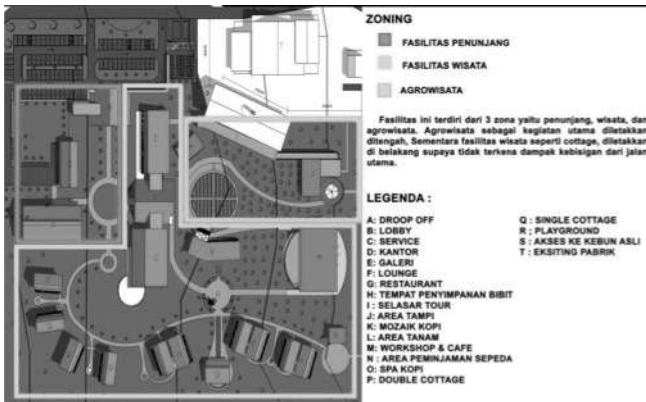 ZONING
FASILITAS PENUNJANG
FASILITAS WISATA
AGROWISATA
Fasilitas ini terdiri dari 3 zona yaitu penunjang, wisata, dan
agrowisata. Agrowisata sebagai kegiatan utama diletakkan
ditengah, Sementara fasilitas wisata seperti cottage, diletakkan
di belakang supaya tidak terkena dampak kebisigan dari jalan
utama.
LEGENDA :
A: DROOP OFF
B: LOBBY
C: SERVICE
D: KANTOR
E: GALERI
F: LOUNGE
G: RESTAURANT
H: TEMPAT PENYIMPANAN BIBIT
I : SELASAR TOUR
J: AREA TAMPI
K: MOZAIK KOPI
L: AREA TANAM
M: WORKSHOP & CAFE
N : AREA PEMINJAMAN SEPEDA
O: SPA KOPI
P: DOUBLE COTTAGE
Q : SINGLE COTTAGE
R ; PLAYGROUND
S : AKSES KE KEBUN ASLI
T : EKSITING PABRIK